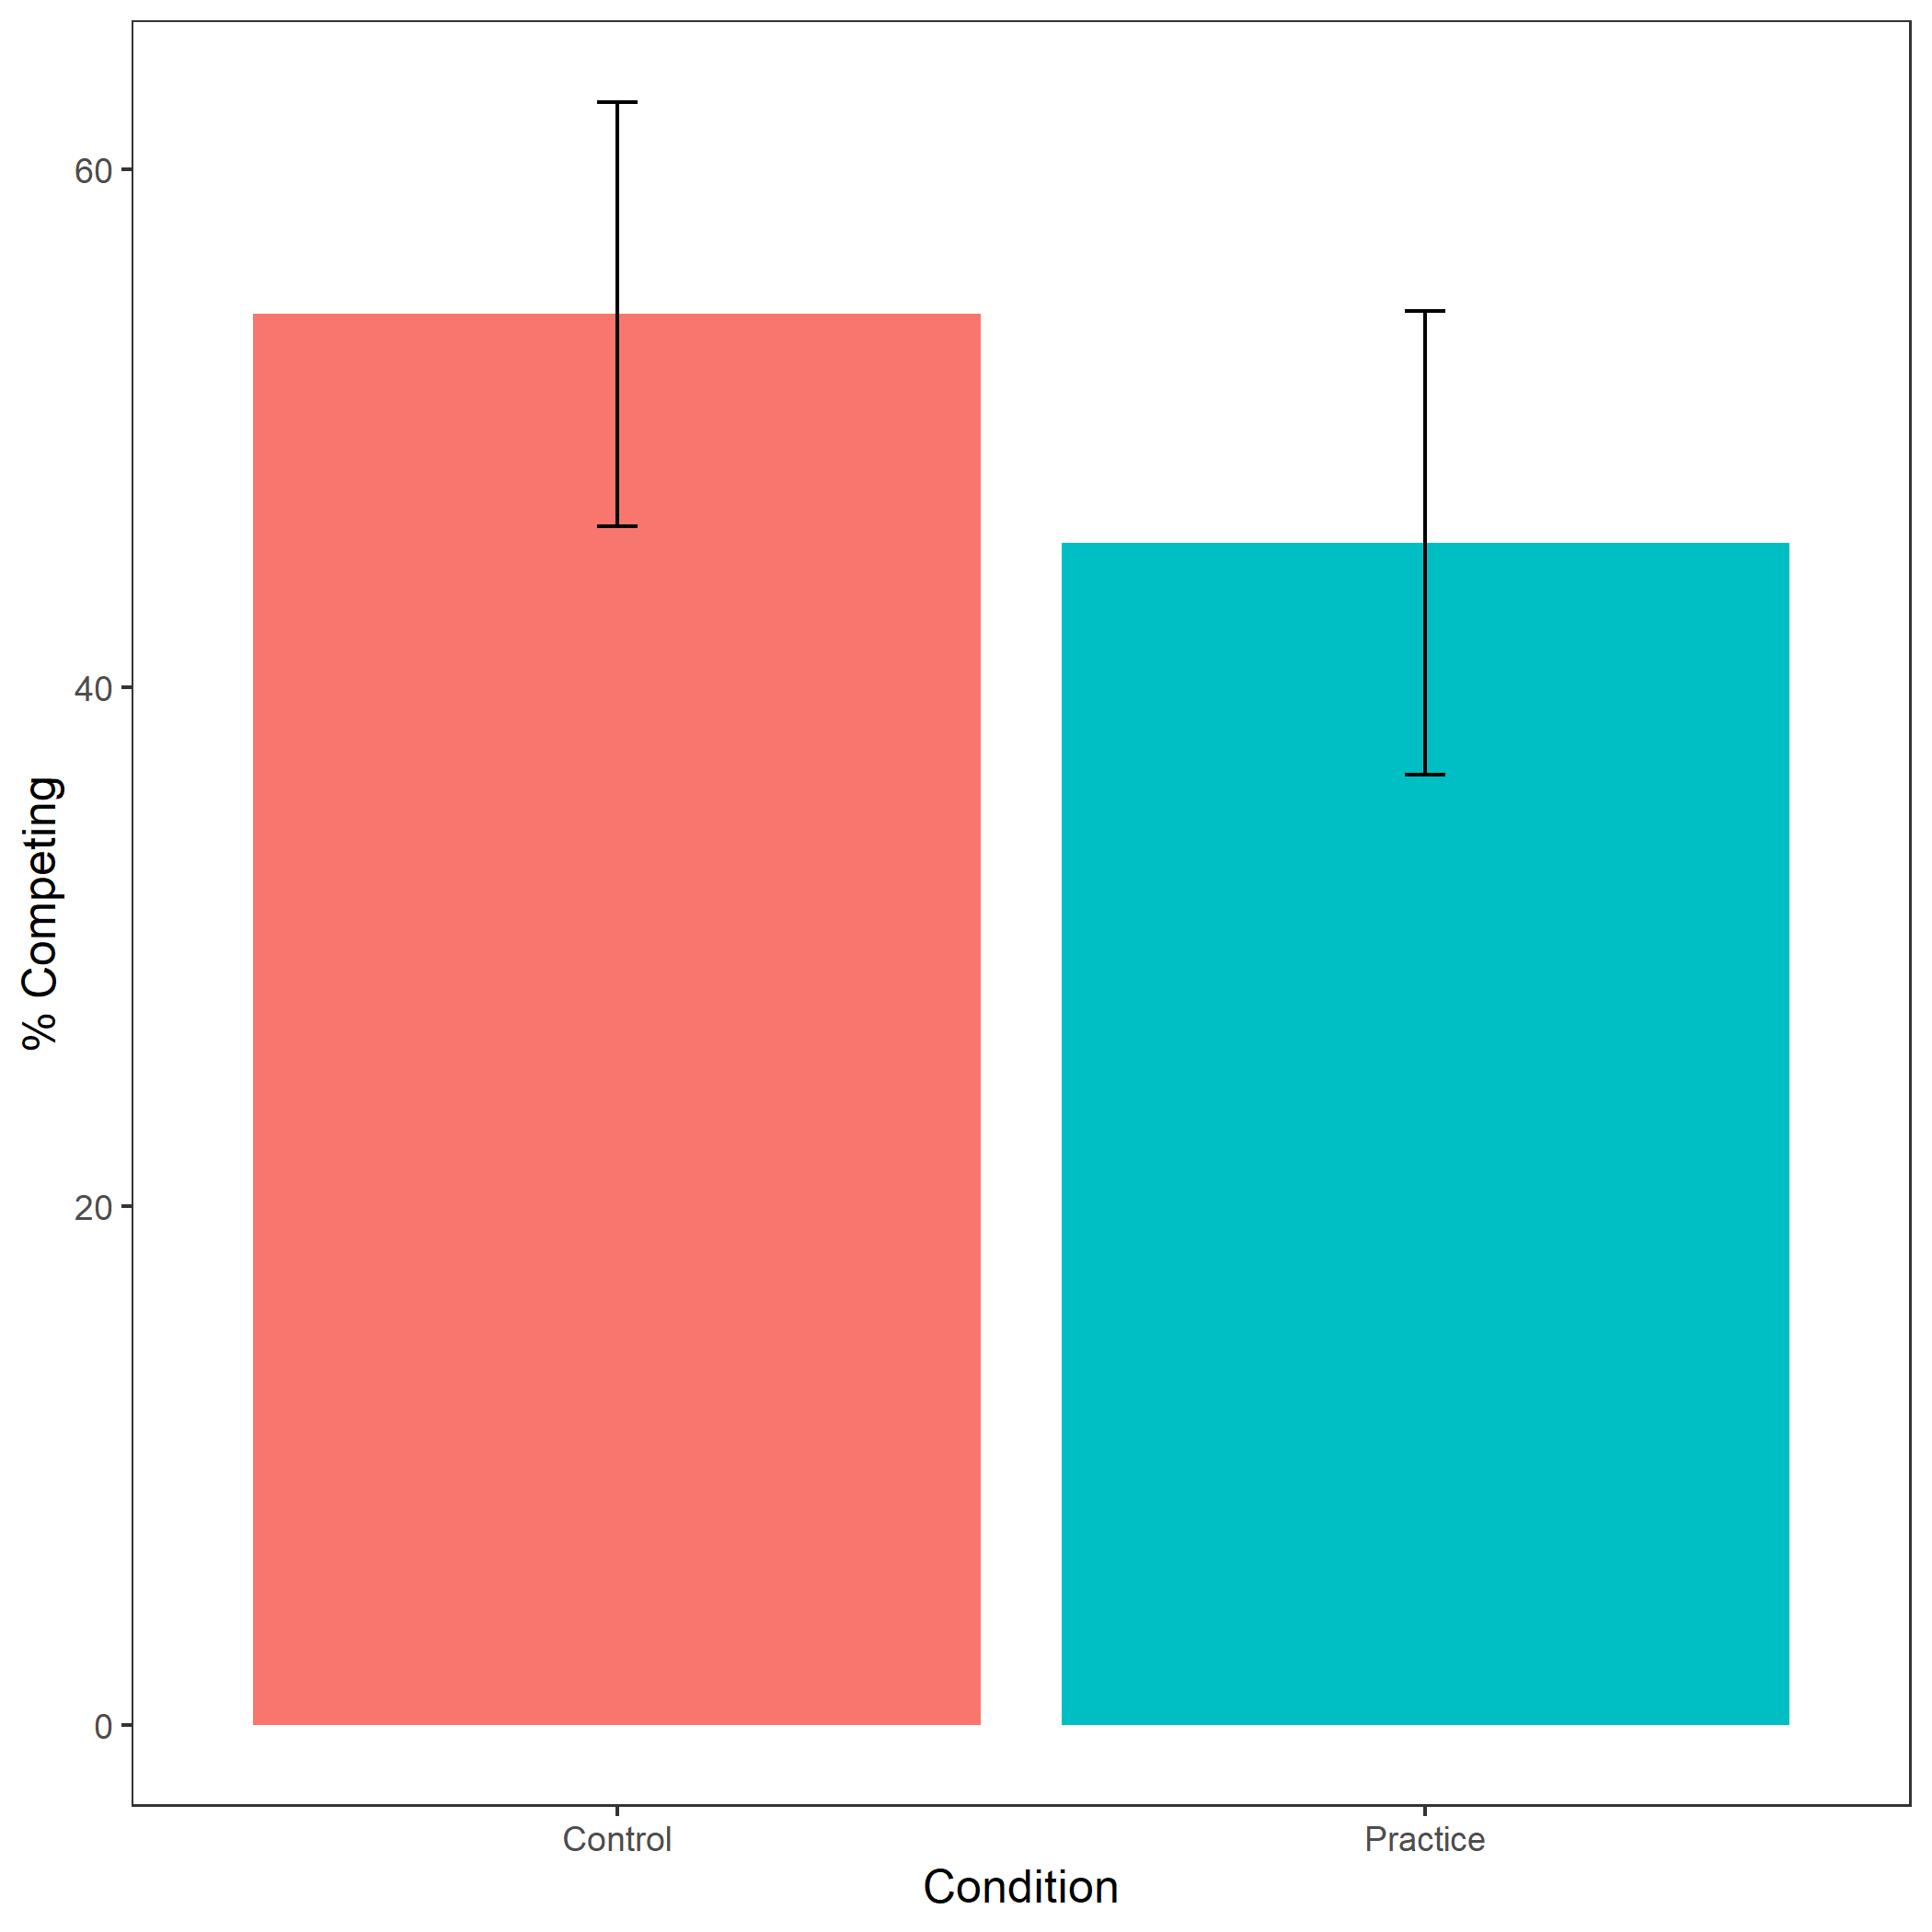 60
40
20
0
% Competing
Control
Practice
Condition